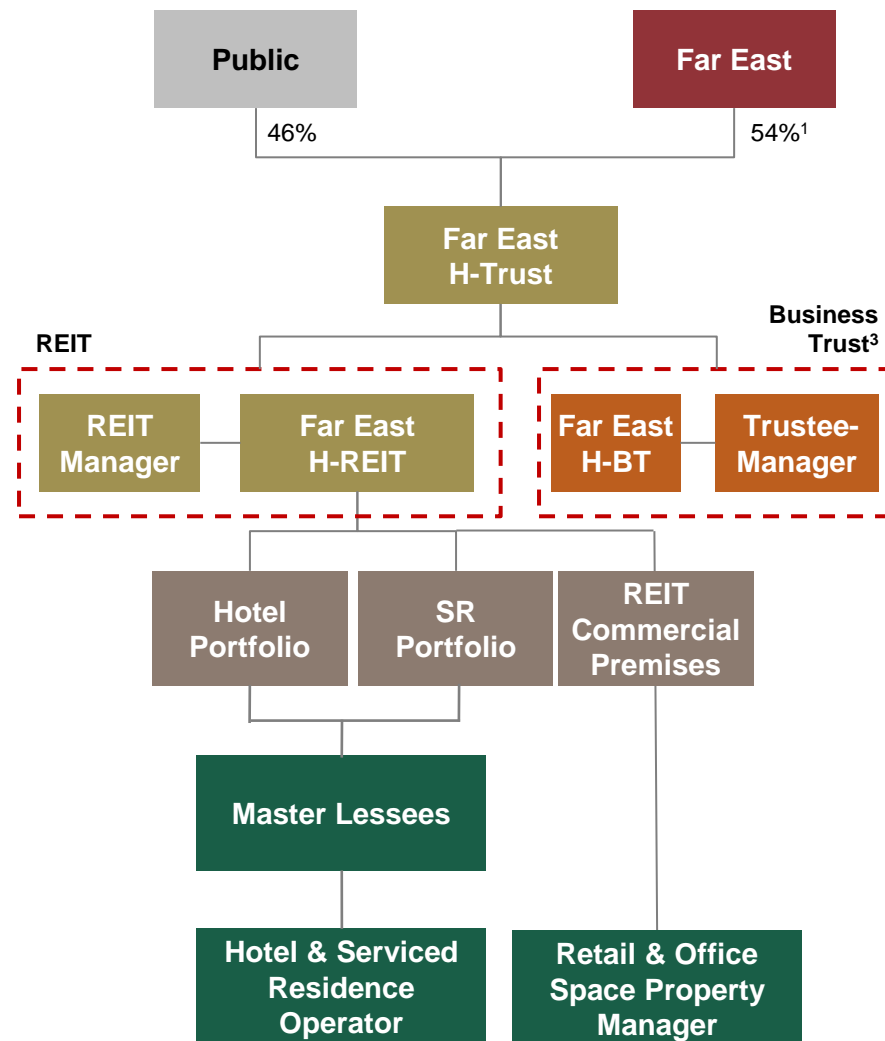 Public
Far East
46%
54%¹
Far East
H-Trust
REIT
Business
Trust³
REIT
Manager
Far East
H-REIT
Far East
H-BT
Trustee-
Manager
Hotel
Portfolio
SR
Portfolio
REIT
Commercial
Premises
Master Lessees
Hotel & Serviced
Residence
Operator
Retail & Office
Space Property
Manager